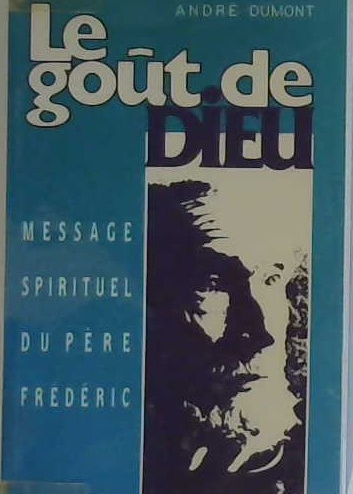 ANDRÉ DUMONT
Le
goût de
DIEU
MESSAGE
SPIRITUEL
DU PÈRE
FRÉDÉRIC